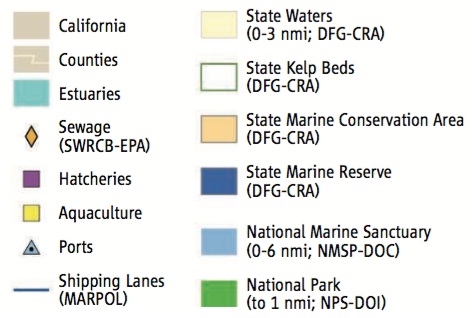 California
Counties
Estuaries
Sewage
(SWRCB-EPA)
Hatcheries
Aquaculture
Ports
Shipping Lanes
(MARPOL)
State Waters
(0-3 nmi; DFG-CRA)
State Kelp Beds
(DFG-CRA)
State Marine Conservation Area
(DFG-CRA)
State Marine Reserve
(DFG-CRA)
National Marine Sanctuary
(0-6 nmi; NMSP-DOC)
National Park
(to 1 nmi; NPS-DOI)